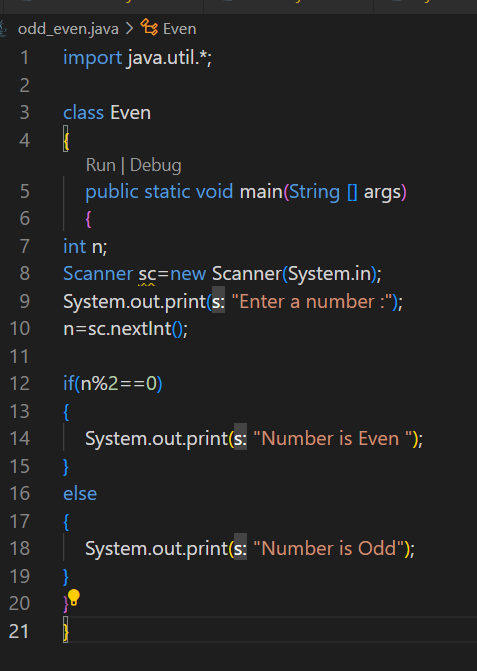 odd_even.java > Even
1 import java.util.*;
2
3 class Even
4 {
Run | Debug
5 public static void main(String [] args)
6 {
7 int n;
8 Scanner sc=new Scanner(System.in);
9 System.out.print(s: "Enter a number :");
10 n=sc.nextInt();
11
12 if(n%2==0)
13 {
14 System.out.print(s: "Number is Even ");
15 }
16 else
17 {
18 System.out.print(s: "Number is Odd");
19 }
20 }
21 }